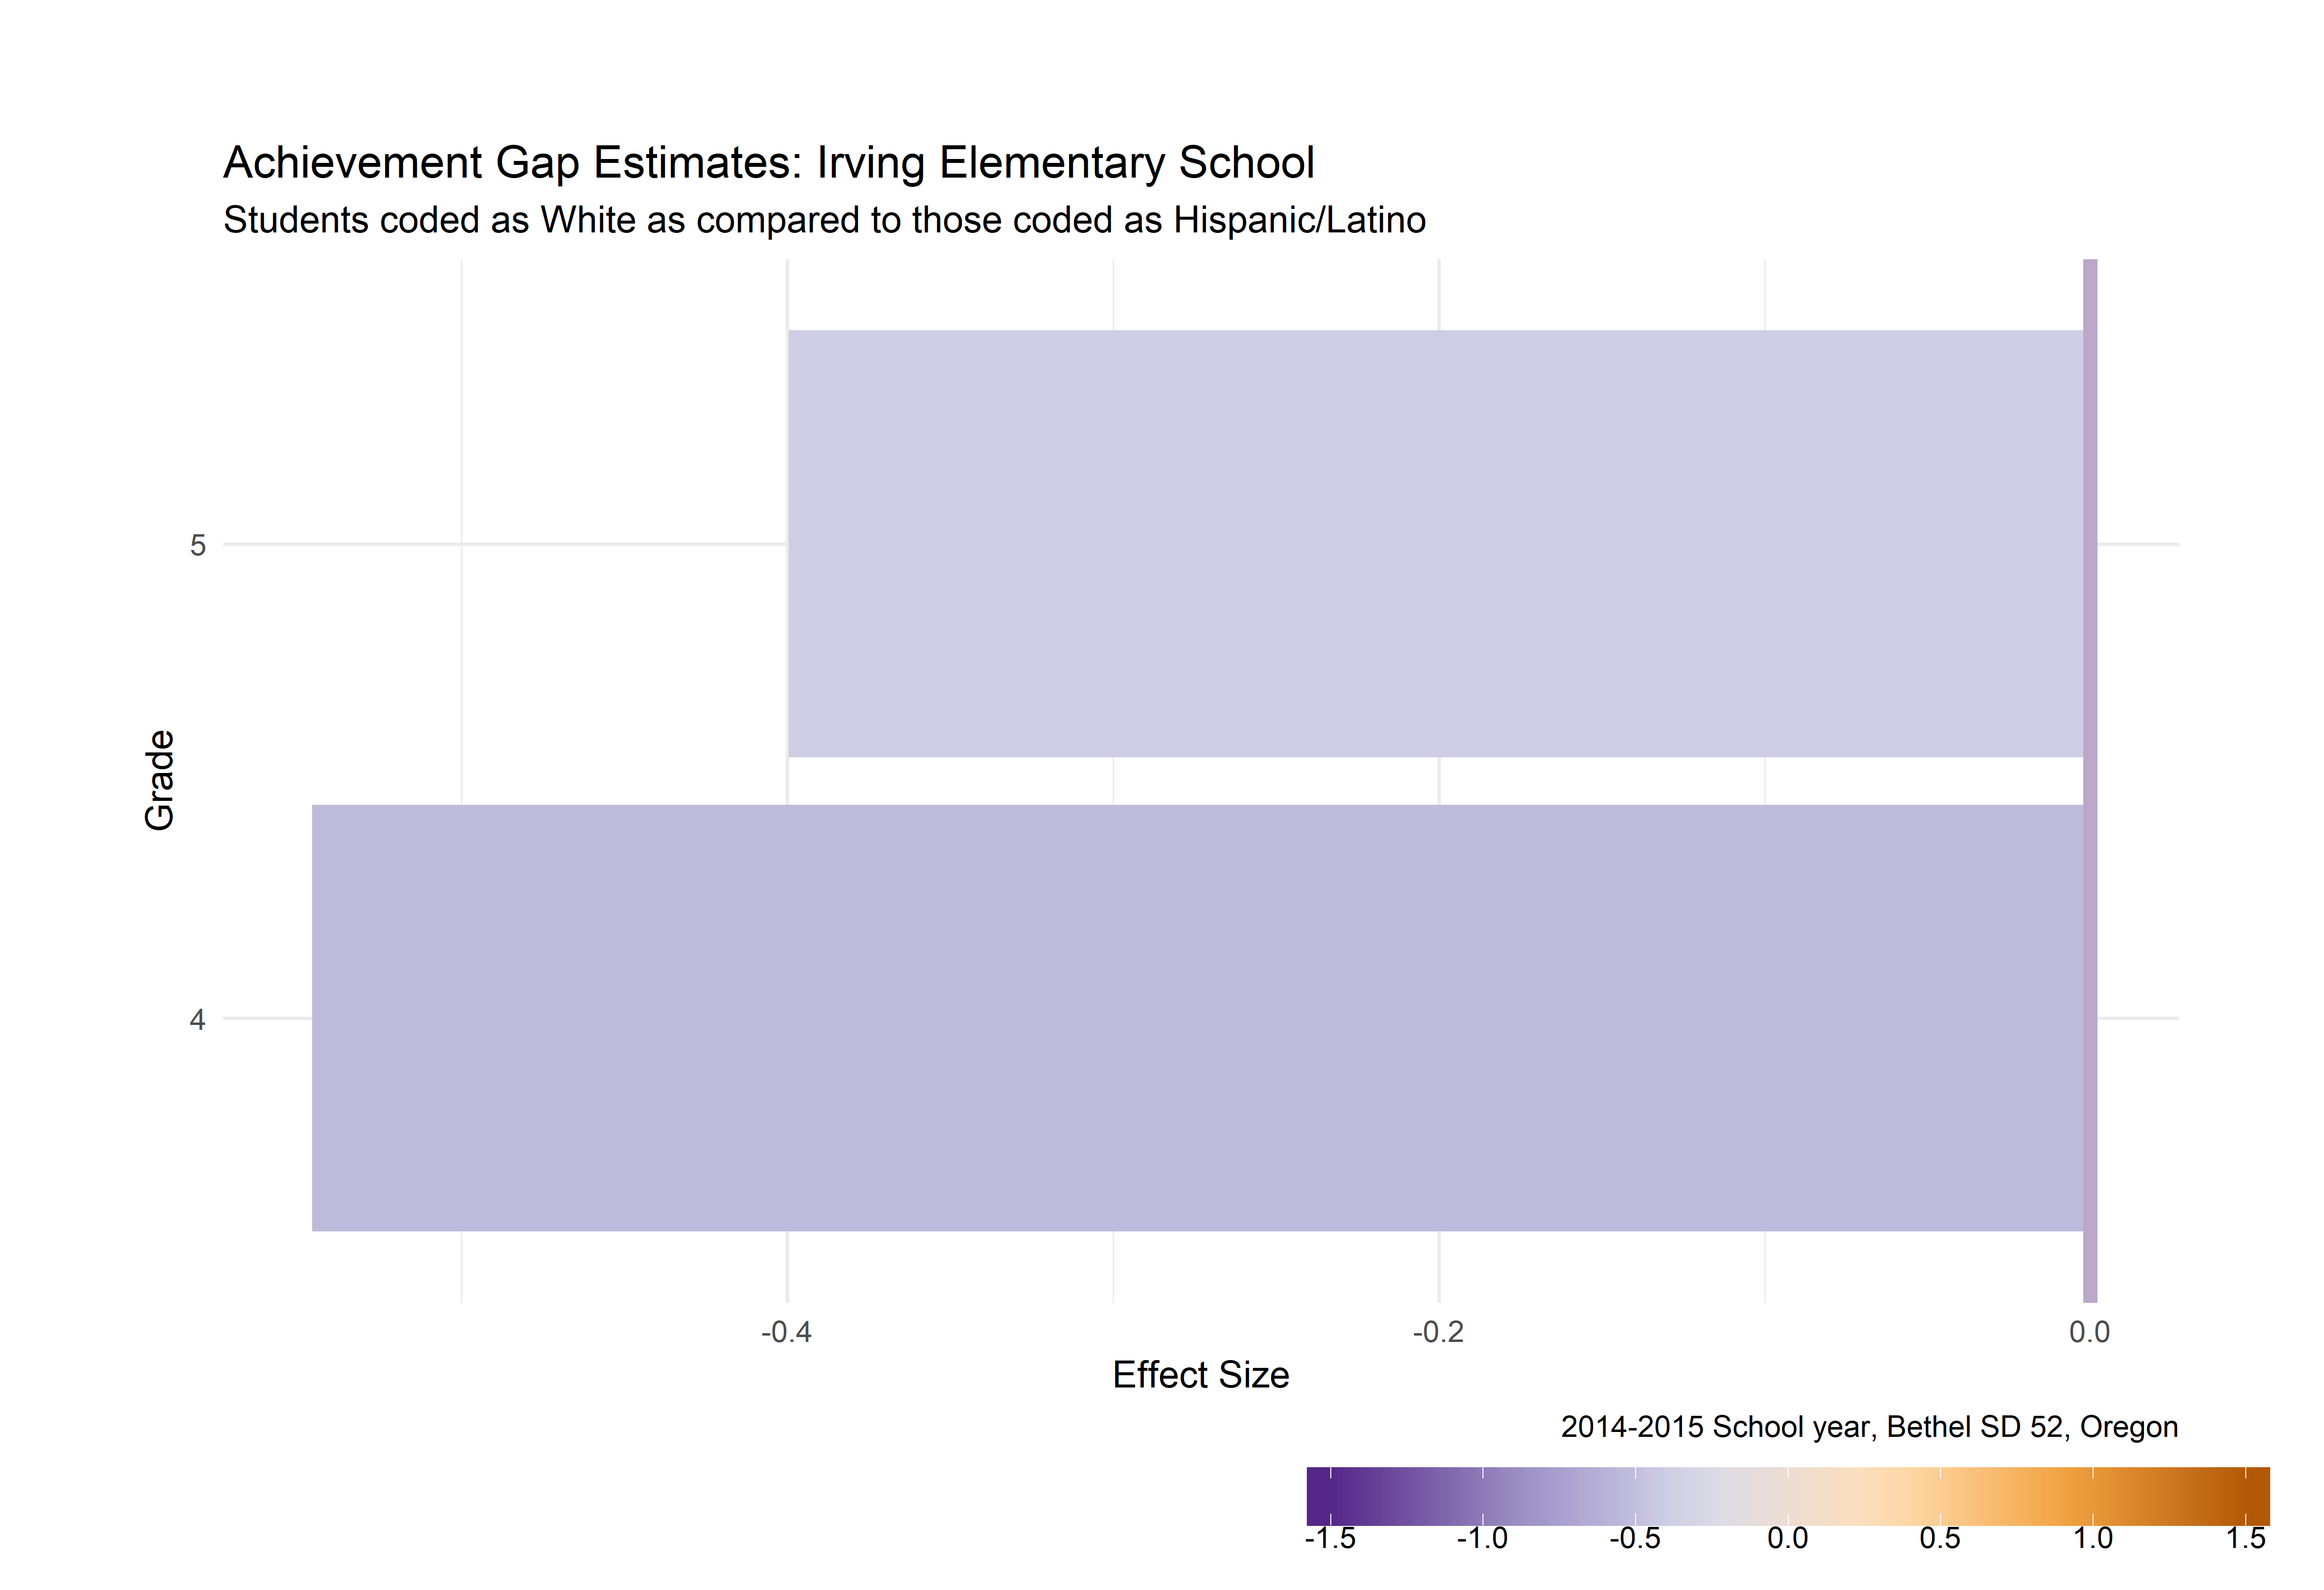 Achievement Gap Estimates: Irving Elementary School
Students coded as White as compared to those coded as Hispanic/Latino
Grade
5
4
-0.4 -0.2 0.0
Effect Size
2014-2015 School year, Bethel SD 52, Oregon
-1.5 -1.0 -0.5 0.0 0.5 1.0 1.5